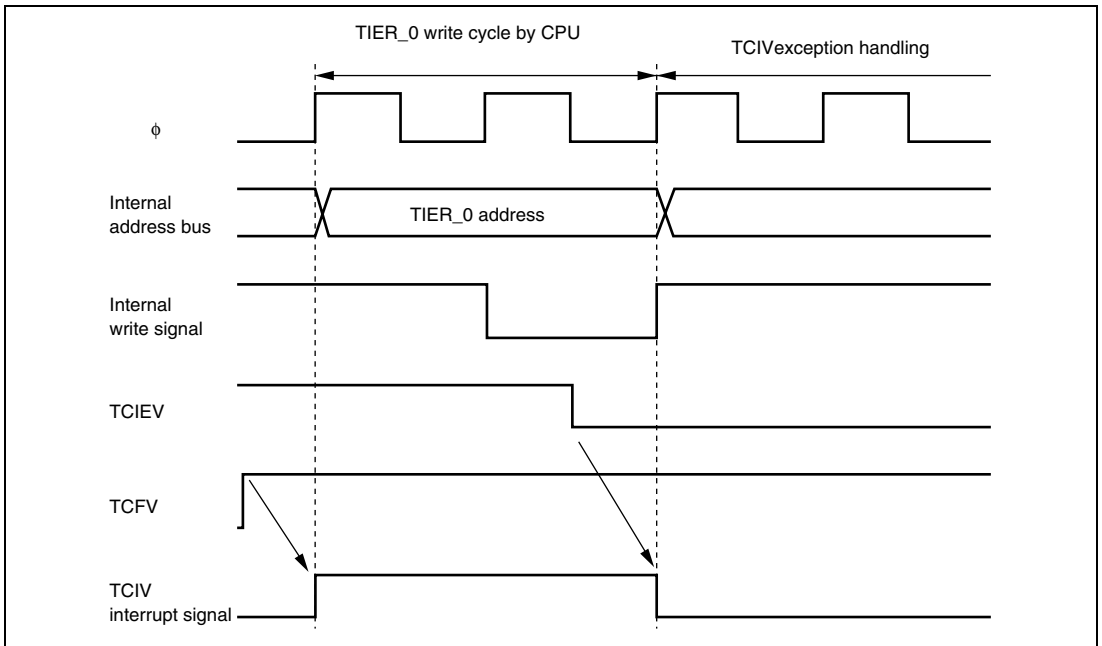 TIER_0 write cycle by CPU
TCIVexception handling
ϕ
Internal
address bus
TIER_0 address
Internal
write signal
TCIEV
TCFV
TCIV
interrupt signal